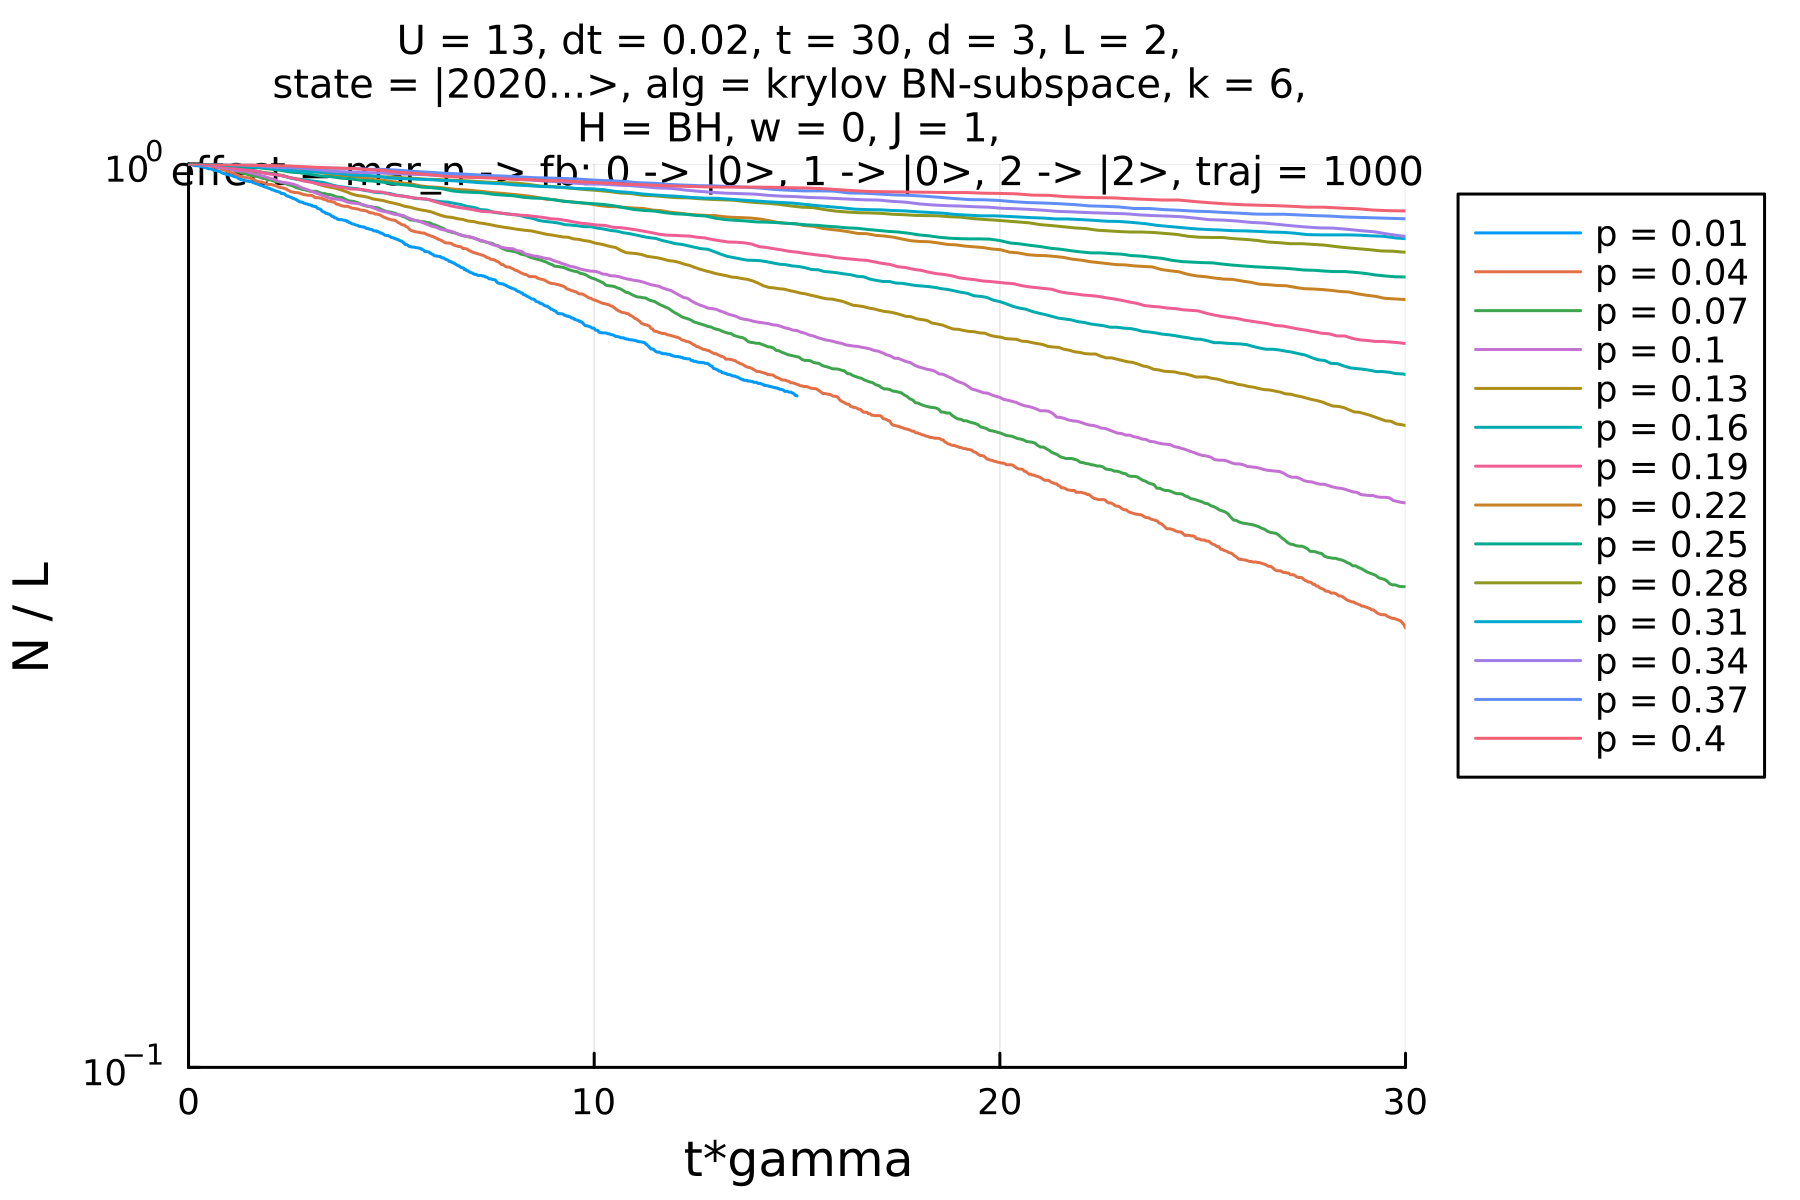 U = 13, dt = 0.02, t = 30, d = 3, L = 2,
state = |2020...>, alg = krylov BN-subspace, k = 6,
H = BH, w = 0, J = 1,
effect = msr_n -> fb: 0 -> |0>, 1 -> |0>, 2 -> |2>, traj = 1000
10⁰
10⁻¹
N / L
0 10 20 30
t*gamma
p = 0.01
p = 0.04
p = 0.07
p = 0.1
p = 0.13
p = 0.16
p = 0.19
p = 0.22
p = 0.25
p = 0.28
p = 0.31
p = 0.34
p = 0.37
p = 0.4